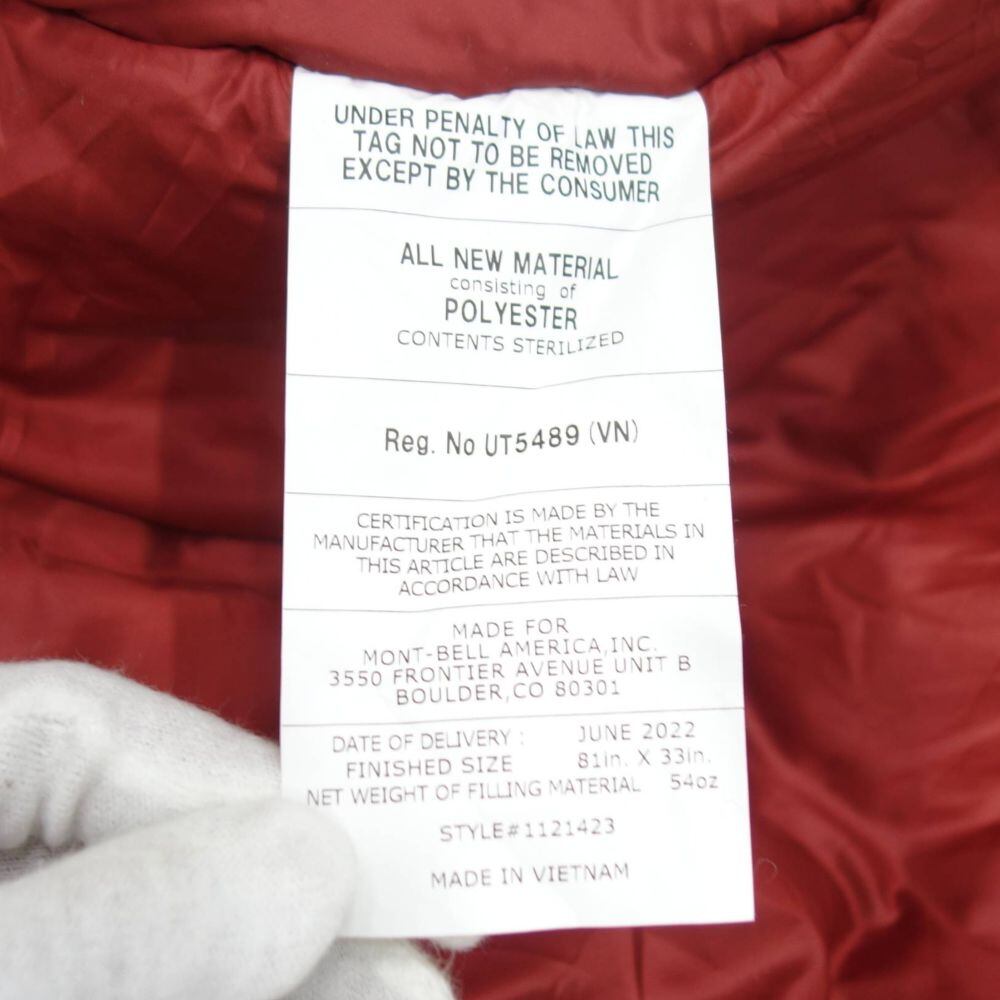 UNDER PENALTY OF LAW THIS
TAG NOT TO BE REMOVED
EXCEPT BY THE CONSUMER
ALL NEW MATERIAL
consisting of
POLYESTER
CONTENTS STERILIZED
Reg. No UT5489 (VN)
CERTIFICATION IS MADE BY THE
MANUFACTURER THAT THE MATERIALS IN
THIS ARTICLE ARE DESCRIBED IN
ACCORDANCE WITH LAW
MADE FOR
MONT-BELL AMERICA,INC.
3550 FRONTIER AVENUE UNIT B
BOULDER,CO 80301
DATE OF DELIVERY : JUNE 2022
FINISHED SIZE 81in. X 33in.
NET WEIGHT OF FILLING MATERIAL 54oz
STYLE#1121423
MADE IN VIETNAM